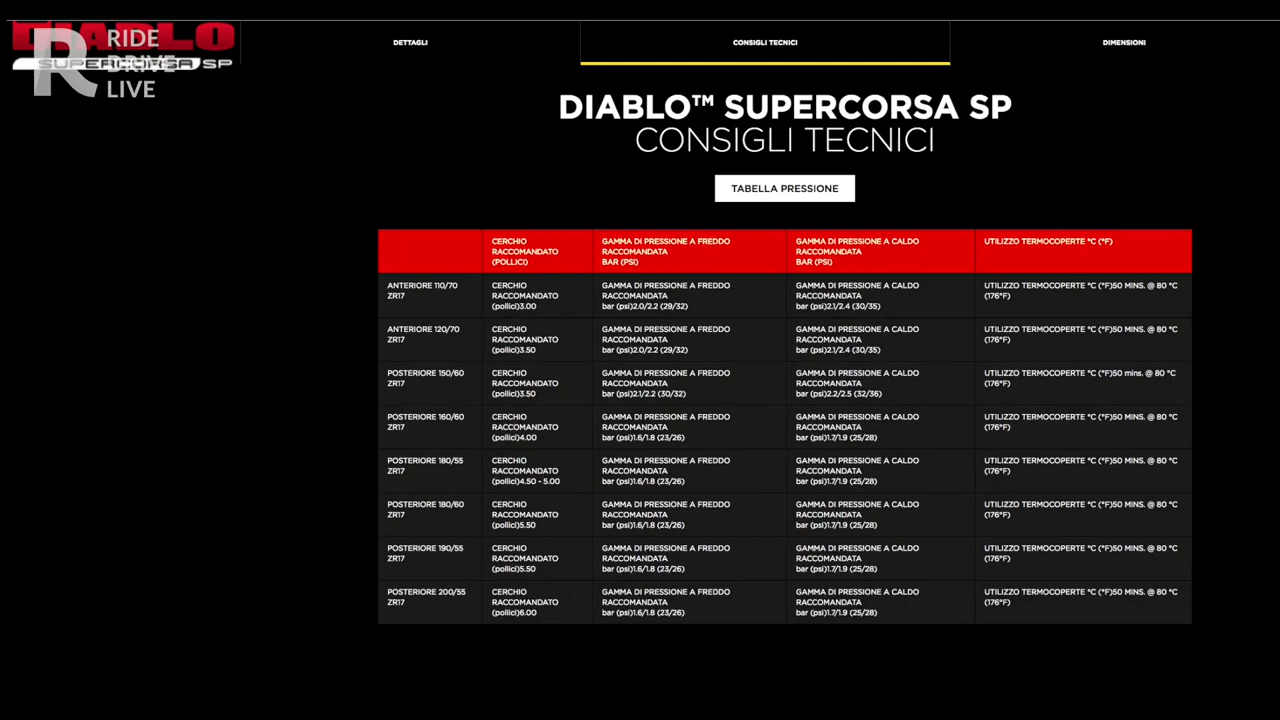 DIABLO
SUPERCORSA SP
RIDE
DRIVE
LIVE
DETTAGLI
CONSIGLI TECNICI
DIMENSIONI
DIABLO™ SUPERCORSA SP
CONSIGLI TECNICI
TABELLA PRESSIONE
CERCHIO
RACCOMANDATO
(POLLICI)
GAMMA DI PRESSIONE A FREDDO
RACCOMANDATA
BAR (PSI)
GAMMA DI PRESSIONE A CALDO
RACCOMANDATA
BAR (PSI)
UTILIZZO TERMOCOPERTE °C (°F)
ANTERIORE 110/70
ZR17
CERCHIO
RACCOMANDATO
(pollici)3.00
GAMMA DI PRESSIONE A FREDDO
RACCOMANDATA
bar (psi)2.0/2.2 (29/32)
GAMMA DI PRESSIONE A CALDO
RACCOMANDATA
bar (psi)2.1/2.4 (30/35)
UTILIZZO TERMOCOPERTE °C (°F)50 MINS. @ 80 °C
(176°F)
ANTERIORE 120/70
ZR17
CERCHIO
RACCOMANDATO
(pollici)3.50
GAMMA DI PRESSIONE A FREDDO
RACCOMANDATA
bar (psi)2.0/2.2 (29/32)
GAMMA DI PRESSIONE A CALDO
RACCOMANDATA
bar (psi)2.1/2.4 (30/35)
UTILIZZO TERMOCOPERTE °C (°F)50 MINS. @ 80 °C
(176°F)
POSTERIORE 150/60
ZR17
CERCHIO
RACCOMANDATO
(pollici)3.50
GAMMA DI PRESSIONE A FREDDO
RACCOMANDATA
bar (psi)2.1/2.2 (30/32)
GAMMA DI PRESSIONE A CALDO
RACCOMANDATA
bar (psi)2.2/2.5 (32/36)
UTILIZZO TERMOCOPERTE °C (°F)50 mins. @ 80 °C
(176°F)
POSTERIORE 160/60
ZR17
CERCHIO
RACCOMANDATO
(pollici)4.00
GAMMA DI PRESSIONE A FREDDO
RACCOMANDATA
bar (psi)1.6/1.8 (23/26)
GAMMA DI PRESSIONE A CALDO
RACCOMANDATA
bar (psi)1.7/1.9 (25/28)
UTILIZZO TERMOCOPERTE °C (°F)50 MINS. @ 80 °C
(176°F)
POSTERIORE 180/55
ZR17
CERCHIO
RACCOMANDATO
(pollici)4.50 - 5.00
GAMMA DI PRESSIONE A FREDDO
RACCOMANDATA
bar (psi)1.6/1.8 (23/26)
GAMMA DI PRESSIONE A CALDO
RACCOMANDATA
bar (psi)1.7/1.9 (25/28)
UTILIZZO TERMOCOPERTE °C (°F)50 MINS. @ 80 °C
(176°F)
POSTERIORE 180/60
ZR17
CERCHIO
RACCOMANDATO
(pollici)5.50
GAMMA DI PRESSIONE A FREDDO
RACCOMANDATA
bar (psi)1.6/1.8 (23/26)
GAMMA DI PRESSIONE A CALDO
RACCOMANDATA
bar (psi)1.7/1.9 (25/28)
UTILIZZO TERMOCOPERTE °C (°F)50 MINS. @ 80 °C
(176°F)
POSTERIORE 190/55
ZR17
CERCHIO
RACCOMANDATO
(pollici)5.50
GAMMA DI PRESSIONE A FREDDO
RACCOMANDATA
bar (psi)1.6/1.8 (23/26)
GAMMA DI PRESSIONE A CALDO
RACCOMANDATA
bar (psi)1.7/1.9 (25/28)
UTILIZZO TERMOCOPERTE °C (°F)50 MINS. @ 80 °C
(176°F)
POSTERIORE 200/55
ZR17
CERCHIO
RACCOMANDATO
(pollici)6.00
GAMMA DI PRESSIONE A FREDDO
RACCOMANDATA
bar (psi)1.6/1.8 (23/26)
GAMMA DI PRESSIONE A CALDO
RACCOMANDATA
bar (psi)1.7/1.9 (25/28)
UTILIZZO TERMOCOPERTE °C (°F)50 MINS. @ 80 °C
(176°F)